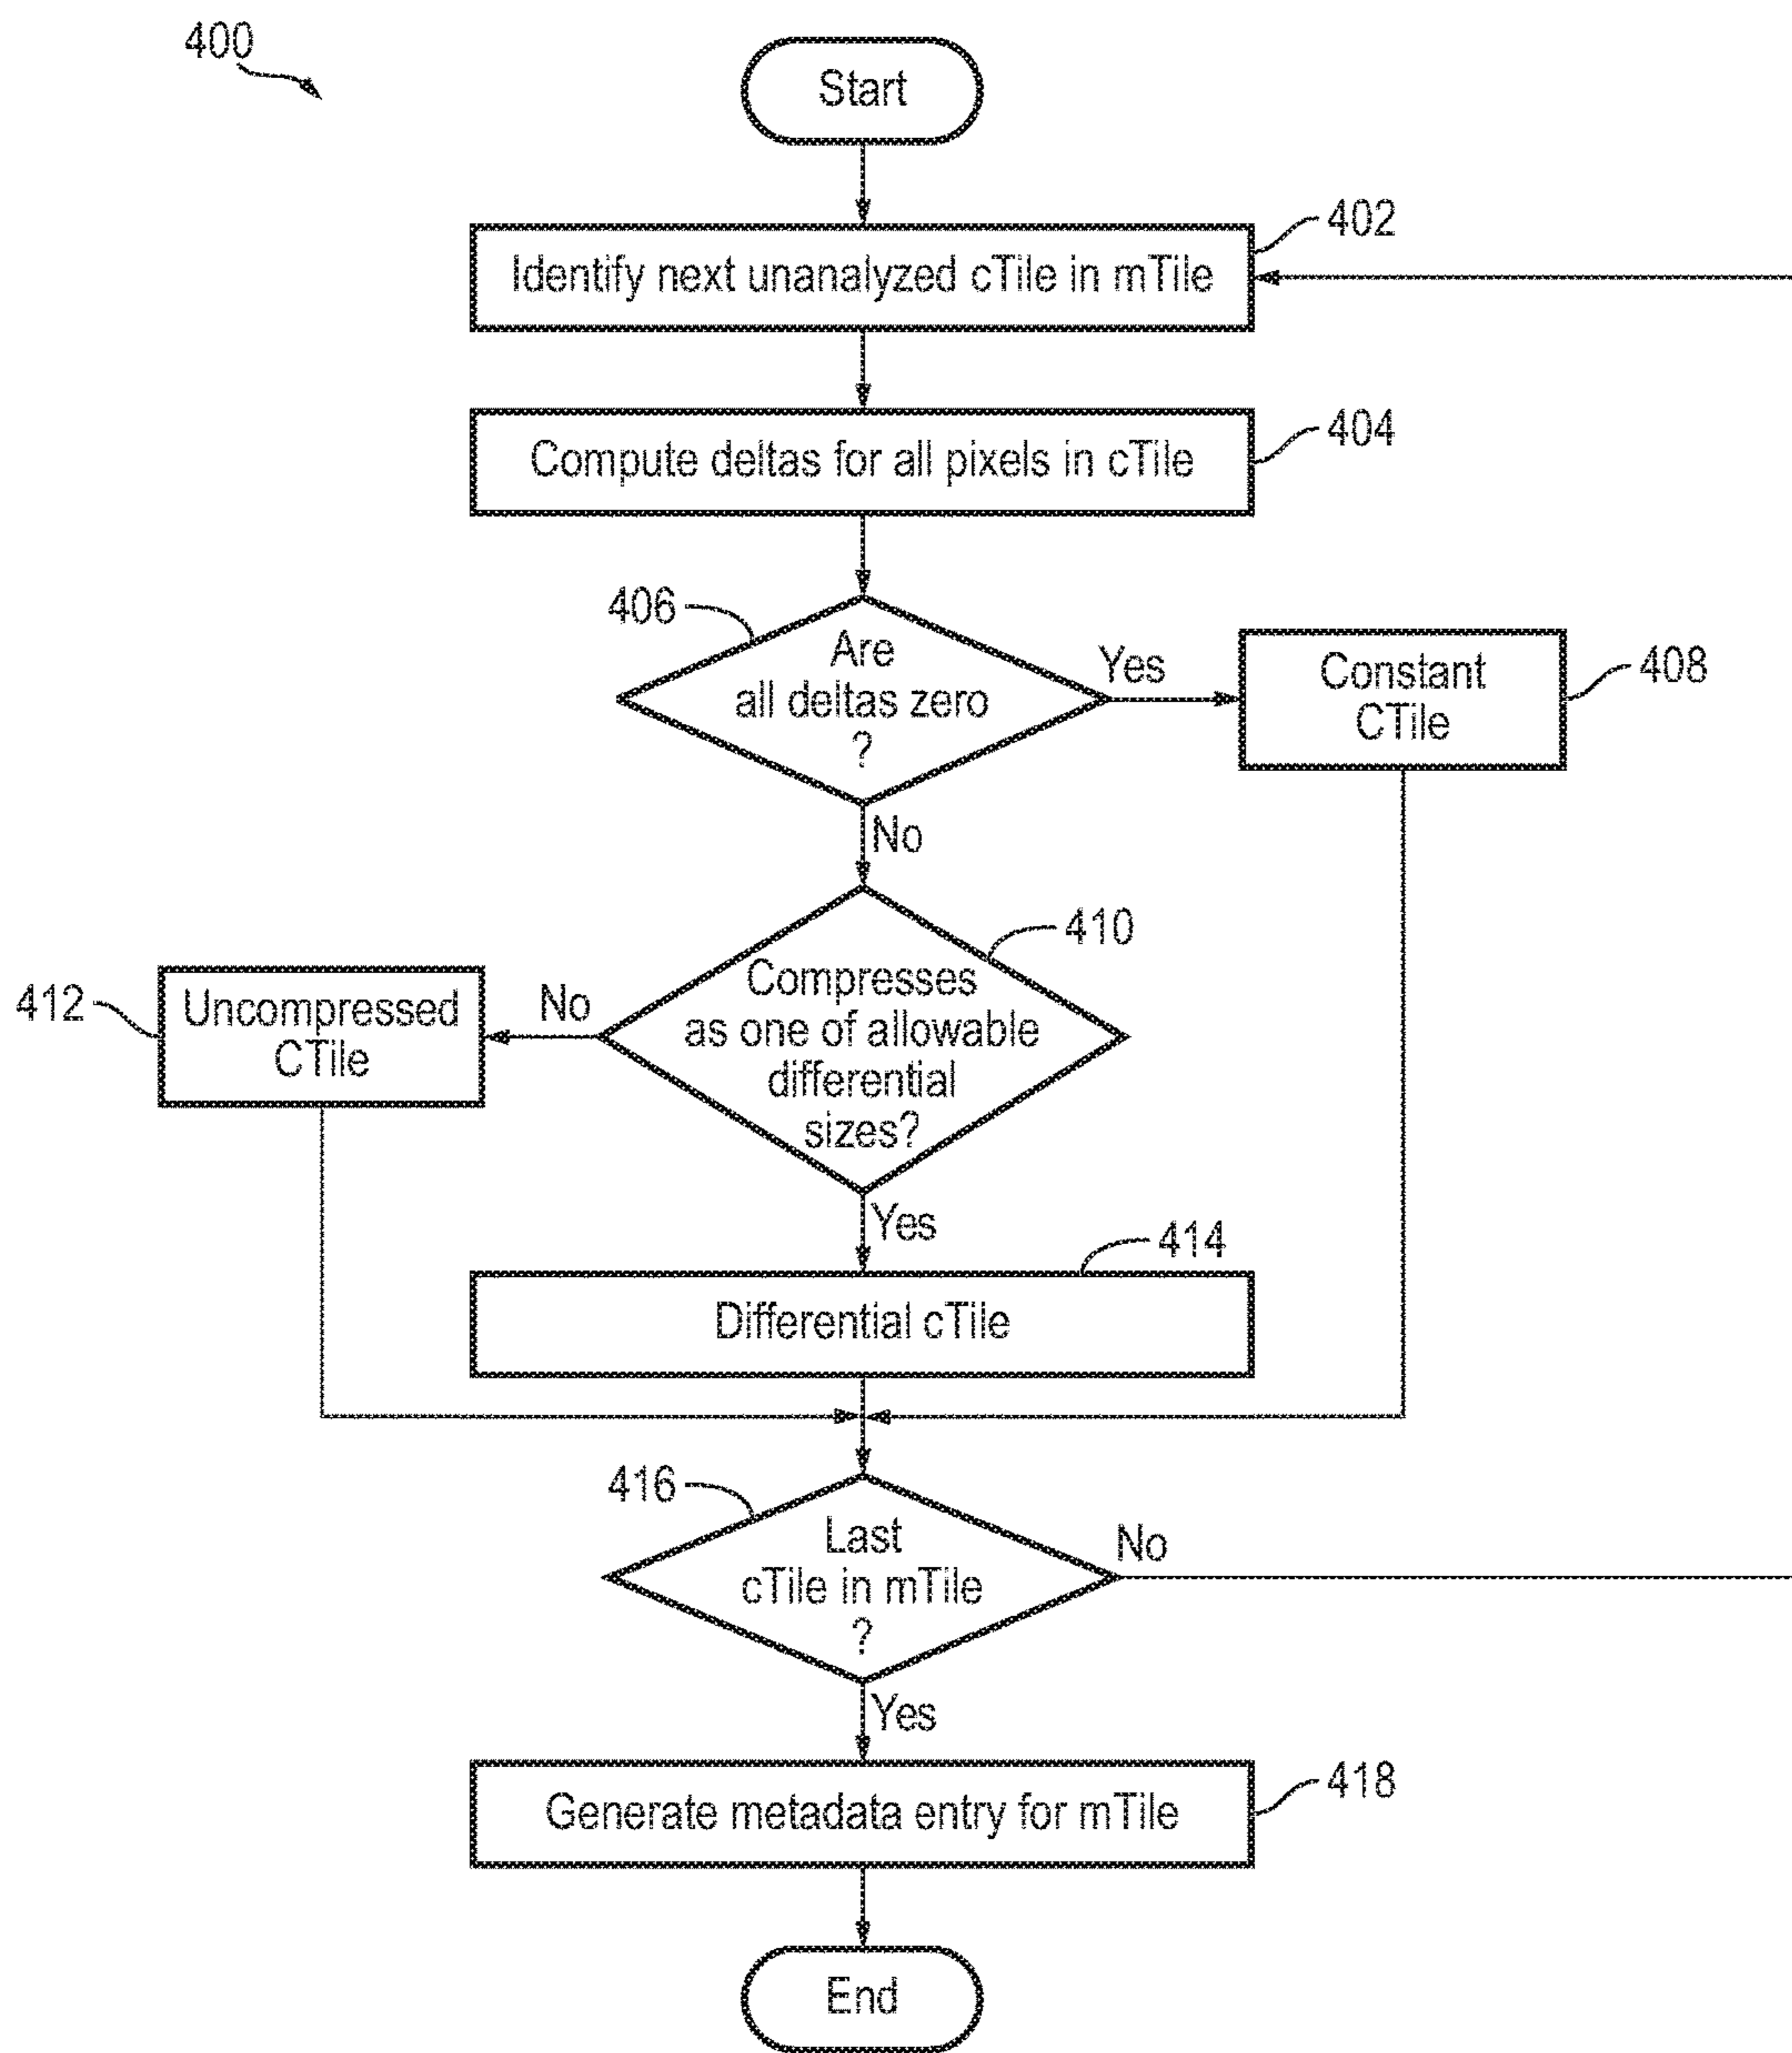 400
Start
402
Identify next unanalyzed cTile in mTile
404
Compute deltas for all pixels in cTile
406
Are
all deltas zero
?
Yes
Constant
CTile
408
No
410
Compresses
as one of allowable
differential
sizes?
No
412
Uncompressed
CTile
Yes
414
Differential cTile
416
Last
cTile in mTile
?
No
Yes
418
Generate metadata entry for mTile
End